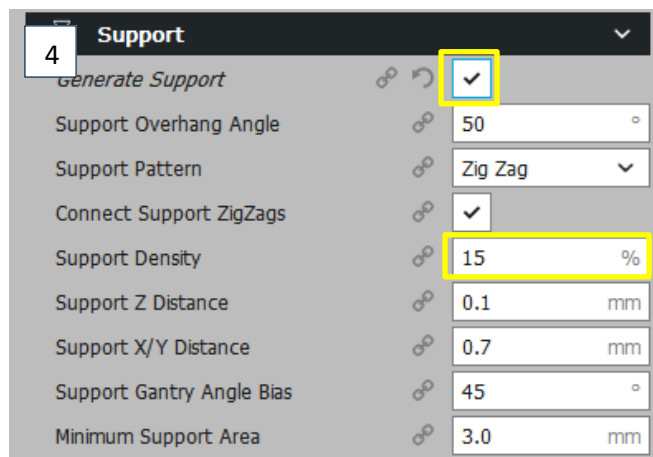 Support
4
Generate Support
Support Overhang Angle 50 °
Support Pattern Zig Zag
Connect Support ZigZags
Support Density 15 %
Support Z Distance 0.1 mm
Support X/Y Distance 0.7 mm
Support Gantry Angle Bias 45 °
Minimum Support Area 3.0 mm